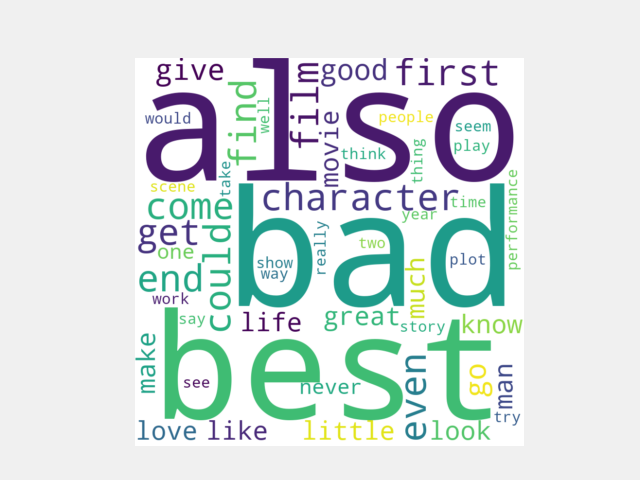 give
film
good
first
also
would
find
well
movie
people
seem
think
play
thing
take
scene
character
time
performance
come
year
get
couldn
bad
really
two
one
show
way
plot
end
much
work
say
life
great
story
know
make
best
see
never
even
go
man
try
love
like
little
look